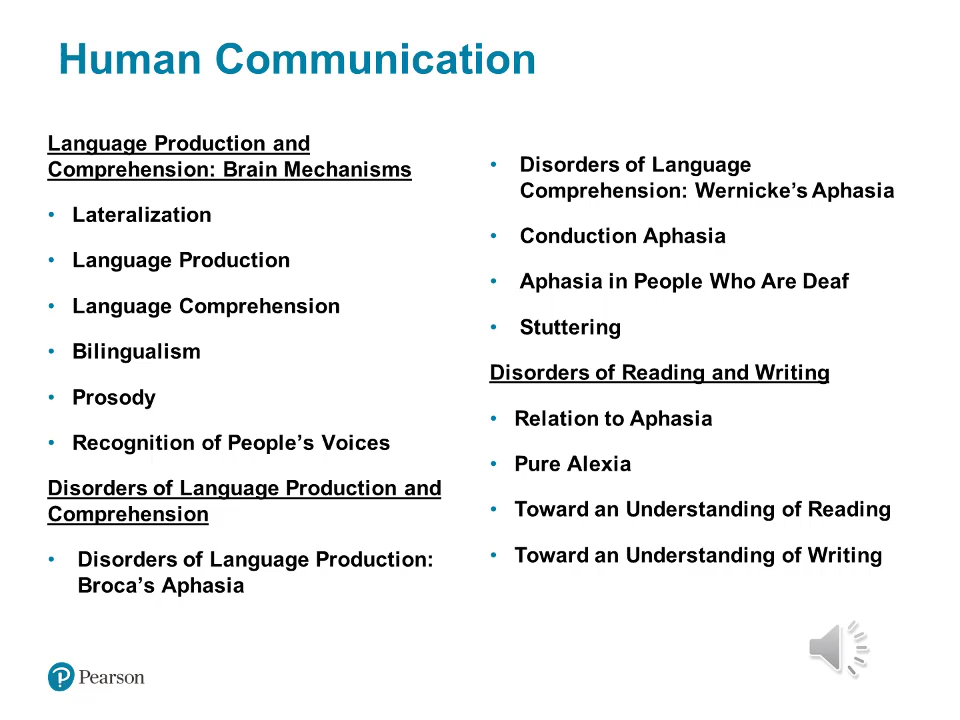 Human Communication
Language Production and
Comprehension: Brain Mechanisms
• Lateralization
• Language Production
• Language Comprehension
• Bilingualism
• Prosody
• Recognition of People’s Voices
Disorders of Language Production and
Comprehension
• Disorders of Language Production:
Broca’s Aphasia
• Disorders of Language
Comprehension: Wernicke’s Aphasia
• Conduction Aphasia
• Aphasia in People Who Are Deaf
• Stuttering
Disorders of Reading and Writing
• Relation to Aphasia
• Pure Alexia
• Toward an Understanding of Reading
• Toward an Understanding of Writing
Pearson